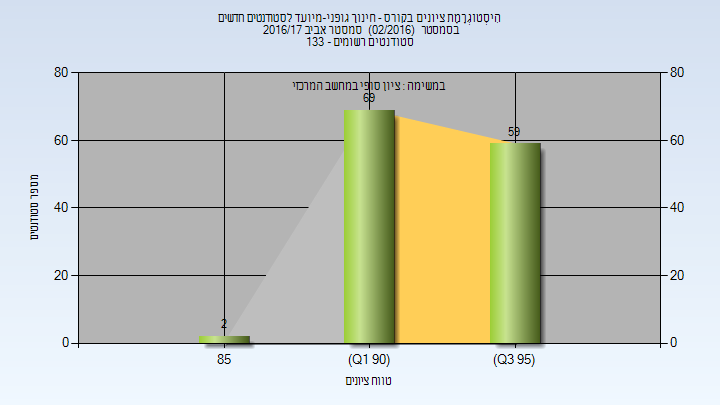 הִיסְטוֹגְרָמַת ציונים בקורס - חינוך גופני-מיועד לסטודנטים חדשים
בסמסטר (02/2016) סמסטר אביב 2016/17
סטודנטים רשומים - 133
במשימה : ציון סופי במחשב המרכזי
80
60
40
20
0
80
60
40
20
0
מספר סטודנטים
2
69
59
85
(Q1 90)
(Q3 95)
טווח ציונים